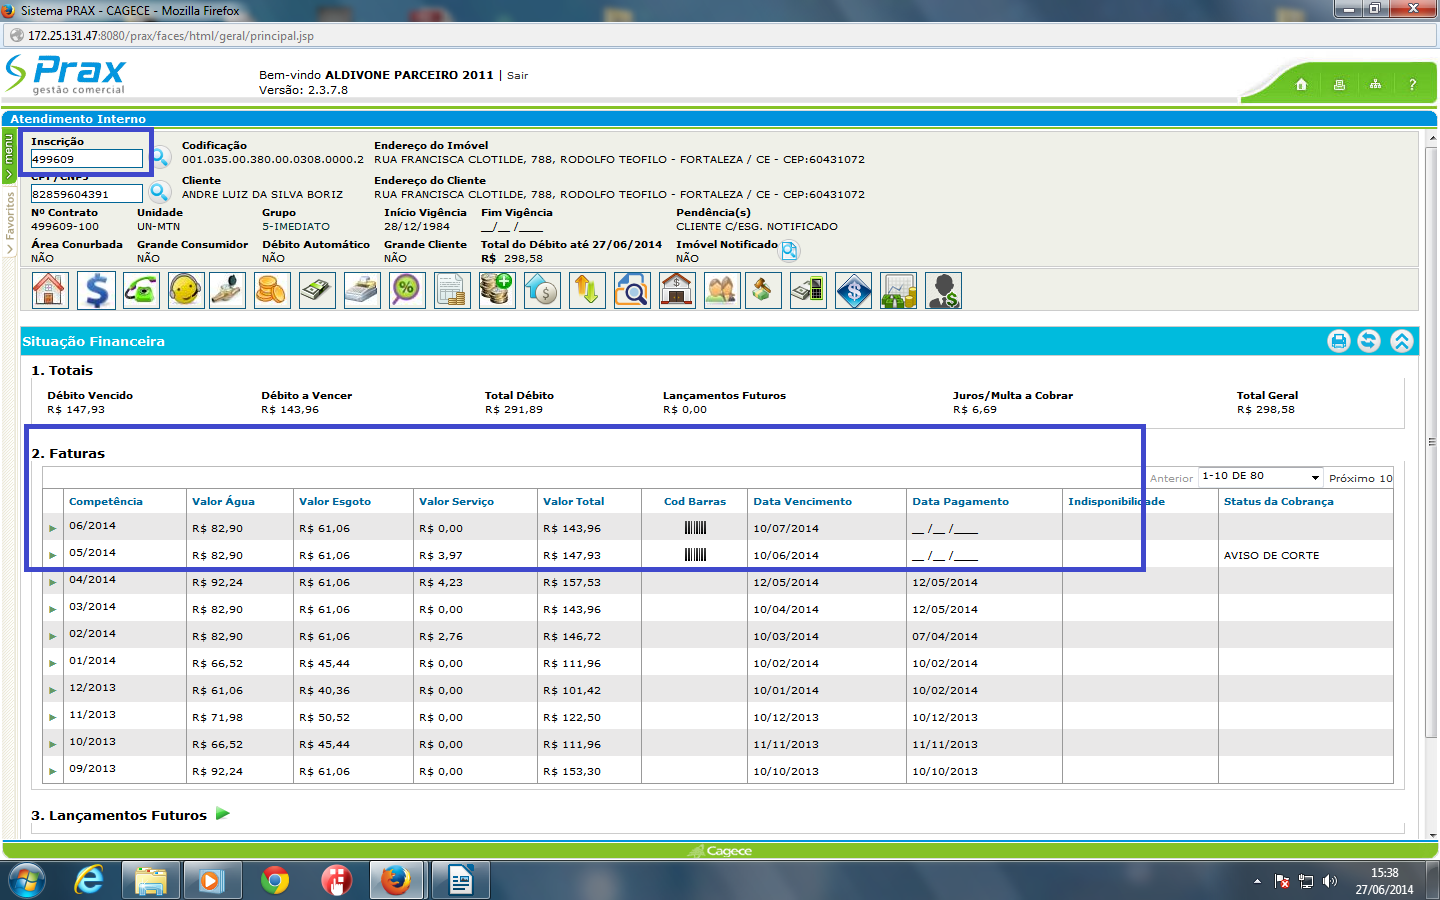 Sistema PRAX - CAGECE - Mozilla Firefox
172.25.131.47:8080/prax/faces/html/geral/principal.jsp
Prax
gestão comercial
Bem-vindo ALDIVONE PARCEIRO 2011 | Sair
Versão: 2.3.7.8
?
Atendimento Interno
menu
Favoritos
Inscrição Codificação Endereço do Imóvel
499609 001.035.00.380.00.0308.0000.2 RUA FRANCISCA CLOTILDE, 788, RODOLFO TEOFILO - FORTALEZA / CE - CEP:60431072
CPF/CNPJ Cliente Endereço do Cliente
82859604391 ANDRE LUIZ DA SILVA BORIZ RUA FRANCISCA CLOTILDE, 788, RODOLFO TEOFILO - FORTALEZA / CE - CEP:60431072
Nº Contrato Unidade Grupo Início Vigência Fim Vigência Pendência(s)
499609-100 UN-MTN 5-IMEDIATO 28/12/1984 __/__ /____ CLIENTE C/ESG. NOTIFICADO
Área Conurbada Grande Consumidor Débito Automático Grande Cliente Total do Débito até 27/06/2014 Imóvel Notificado
NÃO NÃO NÃO NÃO R$ 298,58 NÃO
Situação Financeira
1. Totais
Débito Vencido Débito a Vencer Total Débito Lançamentos Futuros Juros/Multa a Cobrar Total Geral
R$ 147,93 R$ 143,96 R$ 291,89 R$ 0,00 R$ 6,69 R$ 298,58
2. Faturas
Anterior 1-10 DE 80 Próximo 10
Competência Valor Água Valor Esgoto Valor Serviço Valor Total Cod Barras Data Vencimento Data Pagamento Indisponibilidade Status da Cobrança
06/2014 R$ 82,90 R$ 61,06 R$ 0,00 R$ 143,96 10/07/2014 __ /__ /____
05/2014 R$ 82,90 R$ 61,06 R$ 3,97 R$ 147,93 10/06/2014 __ /__ /____ AVISO DE CORTE
04/2014 R$ 92,24 R$ 61,06 R$ 4,23 R$ 157,53 12/05/2014 12/05/2014
03/2014 R$ 82,90 R$ 61,06 R$ 0,00 R$ 143,96 10/04/2014 12/05/2014
02/2014 R$ 82,90 R$ 61,06 R$ 2,76 R$ 146,72 10/03/2014 07/04/2014
01/2014 R$ 66,52 R$ 45,44 R$ 0,00 R$ 111,96 10/02/2014 10/02/2014
12/2013 R$ 61,06 R$ 40,36 R$ 0,00 R$ 101,42 10/01/2014 10/02/2014
11/2013 R$ 71,98 R$ 50,52 R$ 0,00 R$ 122,50 10/12/2013 10/12/2013
10/2013 R$ 66,52 R$ 45,44 R$ 0,00 R$ 111,96 11/11/2013 11/11/2013
09/2013 R$ 92,24 R$ 61,06 R$ 0,00 R$ 153,30 10/10/2013 10/10/2013
3. Lançamentos Futuros
Cagece
15:38
27/06/2014